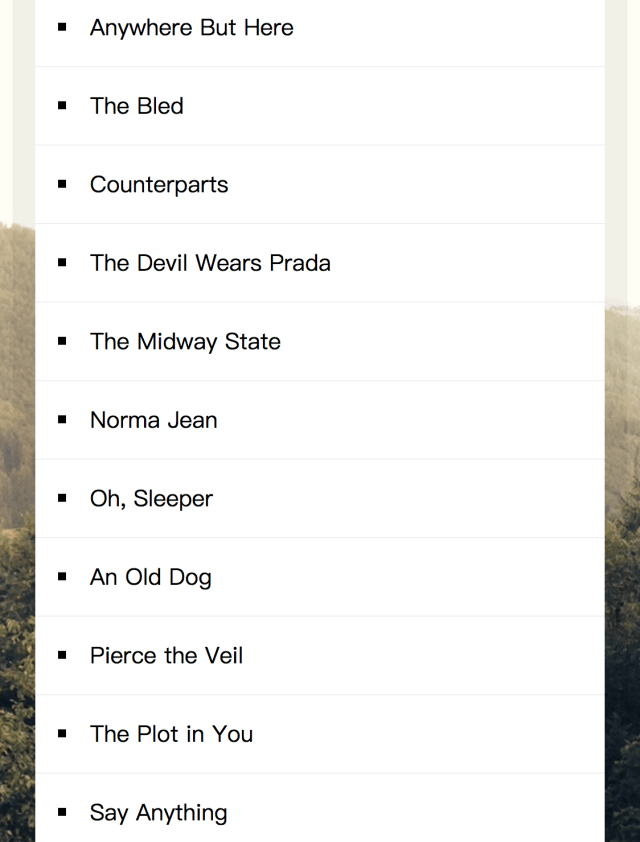 Anywhere But Here
The Bled
Counterparts
The Devil Wears Prada
The Midway State
Norma Jean
Oh, Sleeper
An Old Dog
Pierce the Veil
The Plot in You
Say Anything